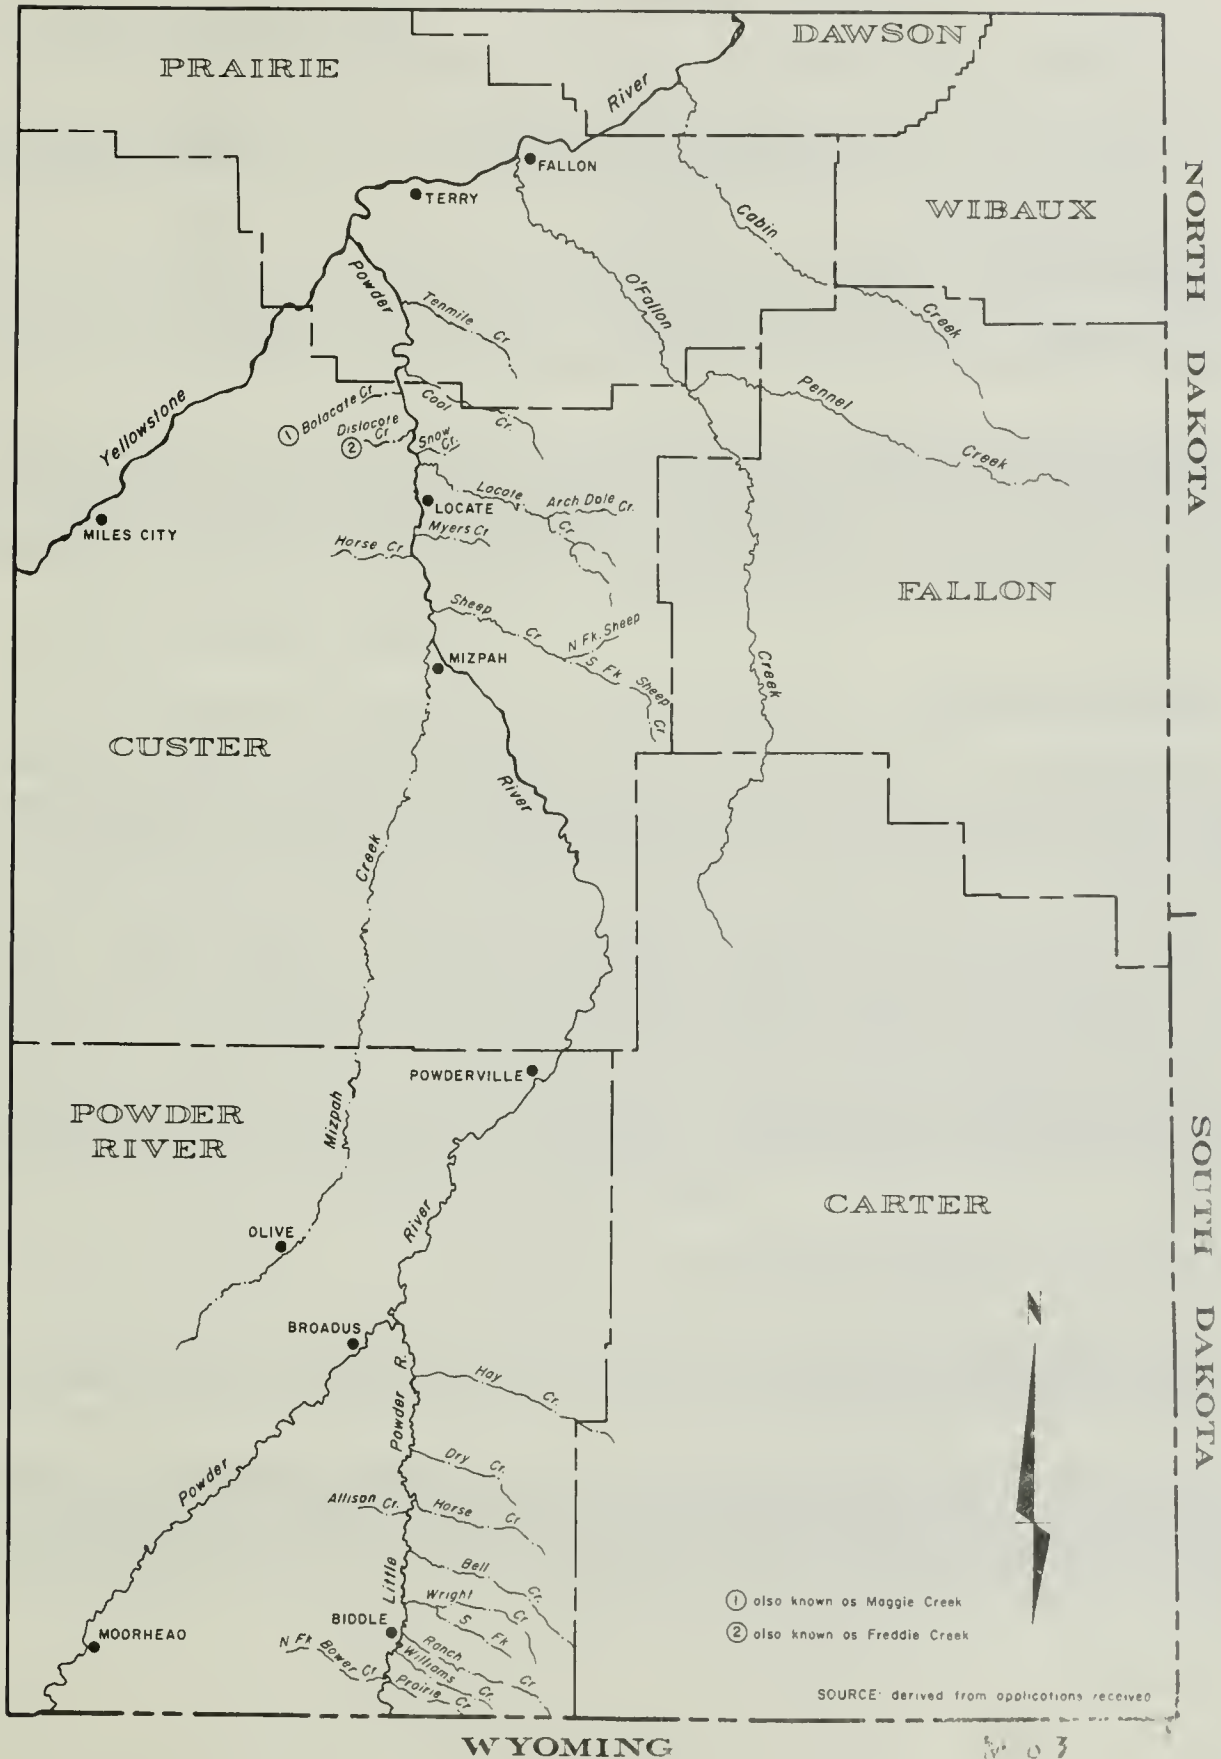 PRAIRIE
DAWSON
River
FALLON
TERRY
WIBAUX
NORTH DAKOTA
Cabin
Creek
Powder
O'Fallon
Tenmile Cr
Yellowstone
① Bolacate Cr
Cool Cr.
Dislocate Cr
②
Snow Cr.
Pennel
Creek
Locate
Arch Dale Cr.
Cr.
LOCATE
MILES CITY
Myers Cr
Horse Cr
FALLON
Sheep
Cr
N Fk. Sheep
S Fk Sheep Cr
MIZPAH
Creek
CUSTER
River
Creek
POWDERVILLE
POWDER
RIVER
Mizpah
SOUTH DAKOTA
CARTER
River
OLIVE
N
BROADUS
R.
Hay Cr.
Powder
Dry Cr.
Powder
Allison Cr.
Horse Cr
Bell Cr.
Little
Wright Cr
S Fk
BIDDLE
MOORHEAD
N Fk Bower Cr
Ranch Cr
Williams Cr.
Prairie Cr
① also known as Maggie Creek
② also known as Freddie Creek
SOURCE: derived from applications received
WYOMING